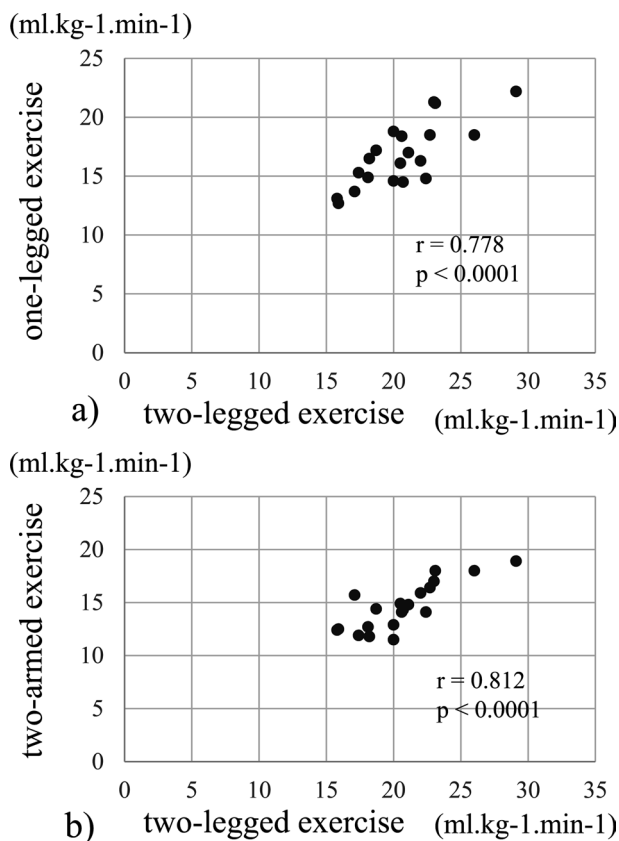 (ml.kg-1.min-1)
one-legged exercise
25
20
15
10
5
0
r = 0.778
p < 0.0001
0 5 10 15 20 25 30 35
a) two-legged exercise (ml.kg-1.min-1)
(ml.kg-1.min-1)
two-armed exercise
25
20
15
10
5
0
r = 0.812
p < 0.0001
0 5 10 15 20 25 30 35
b) two-legged exercise (ml.kg-1.min-1)